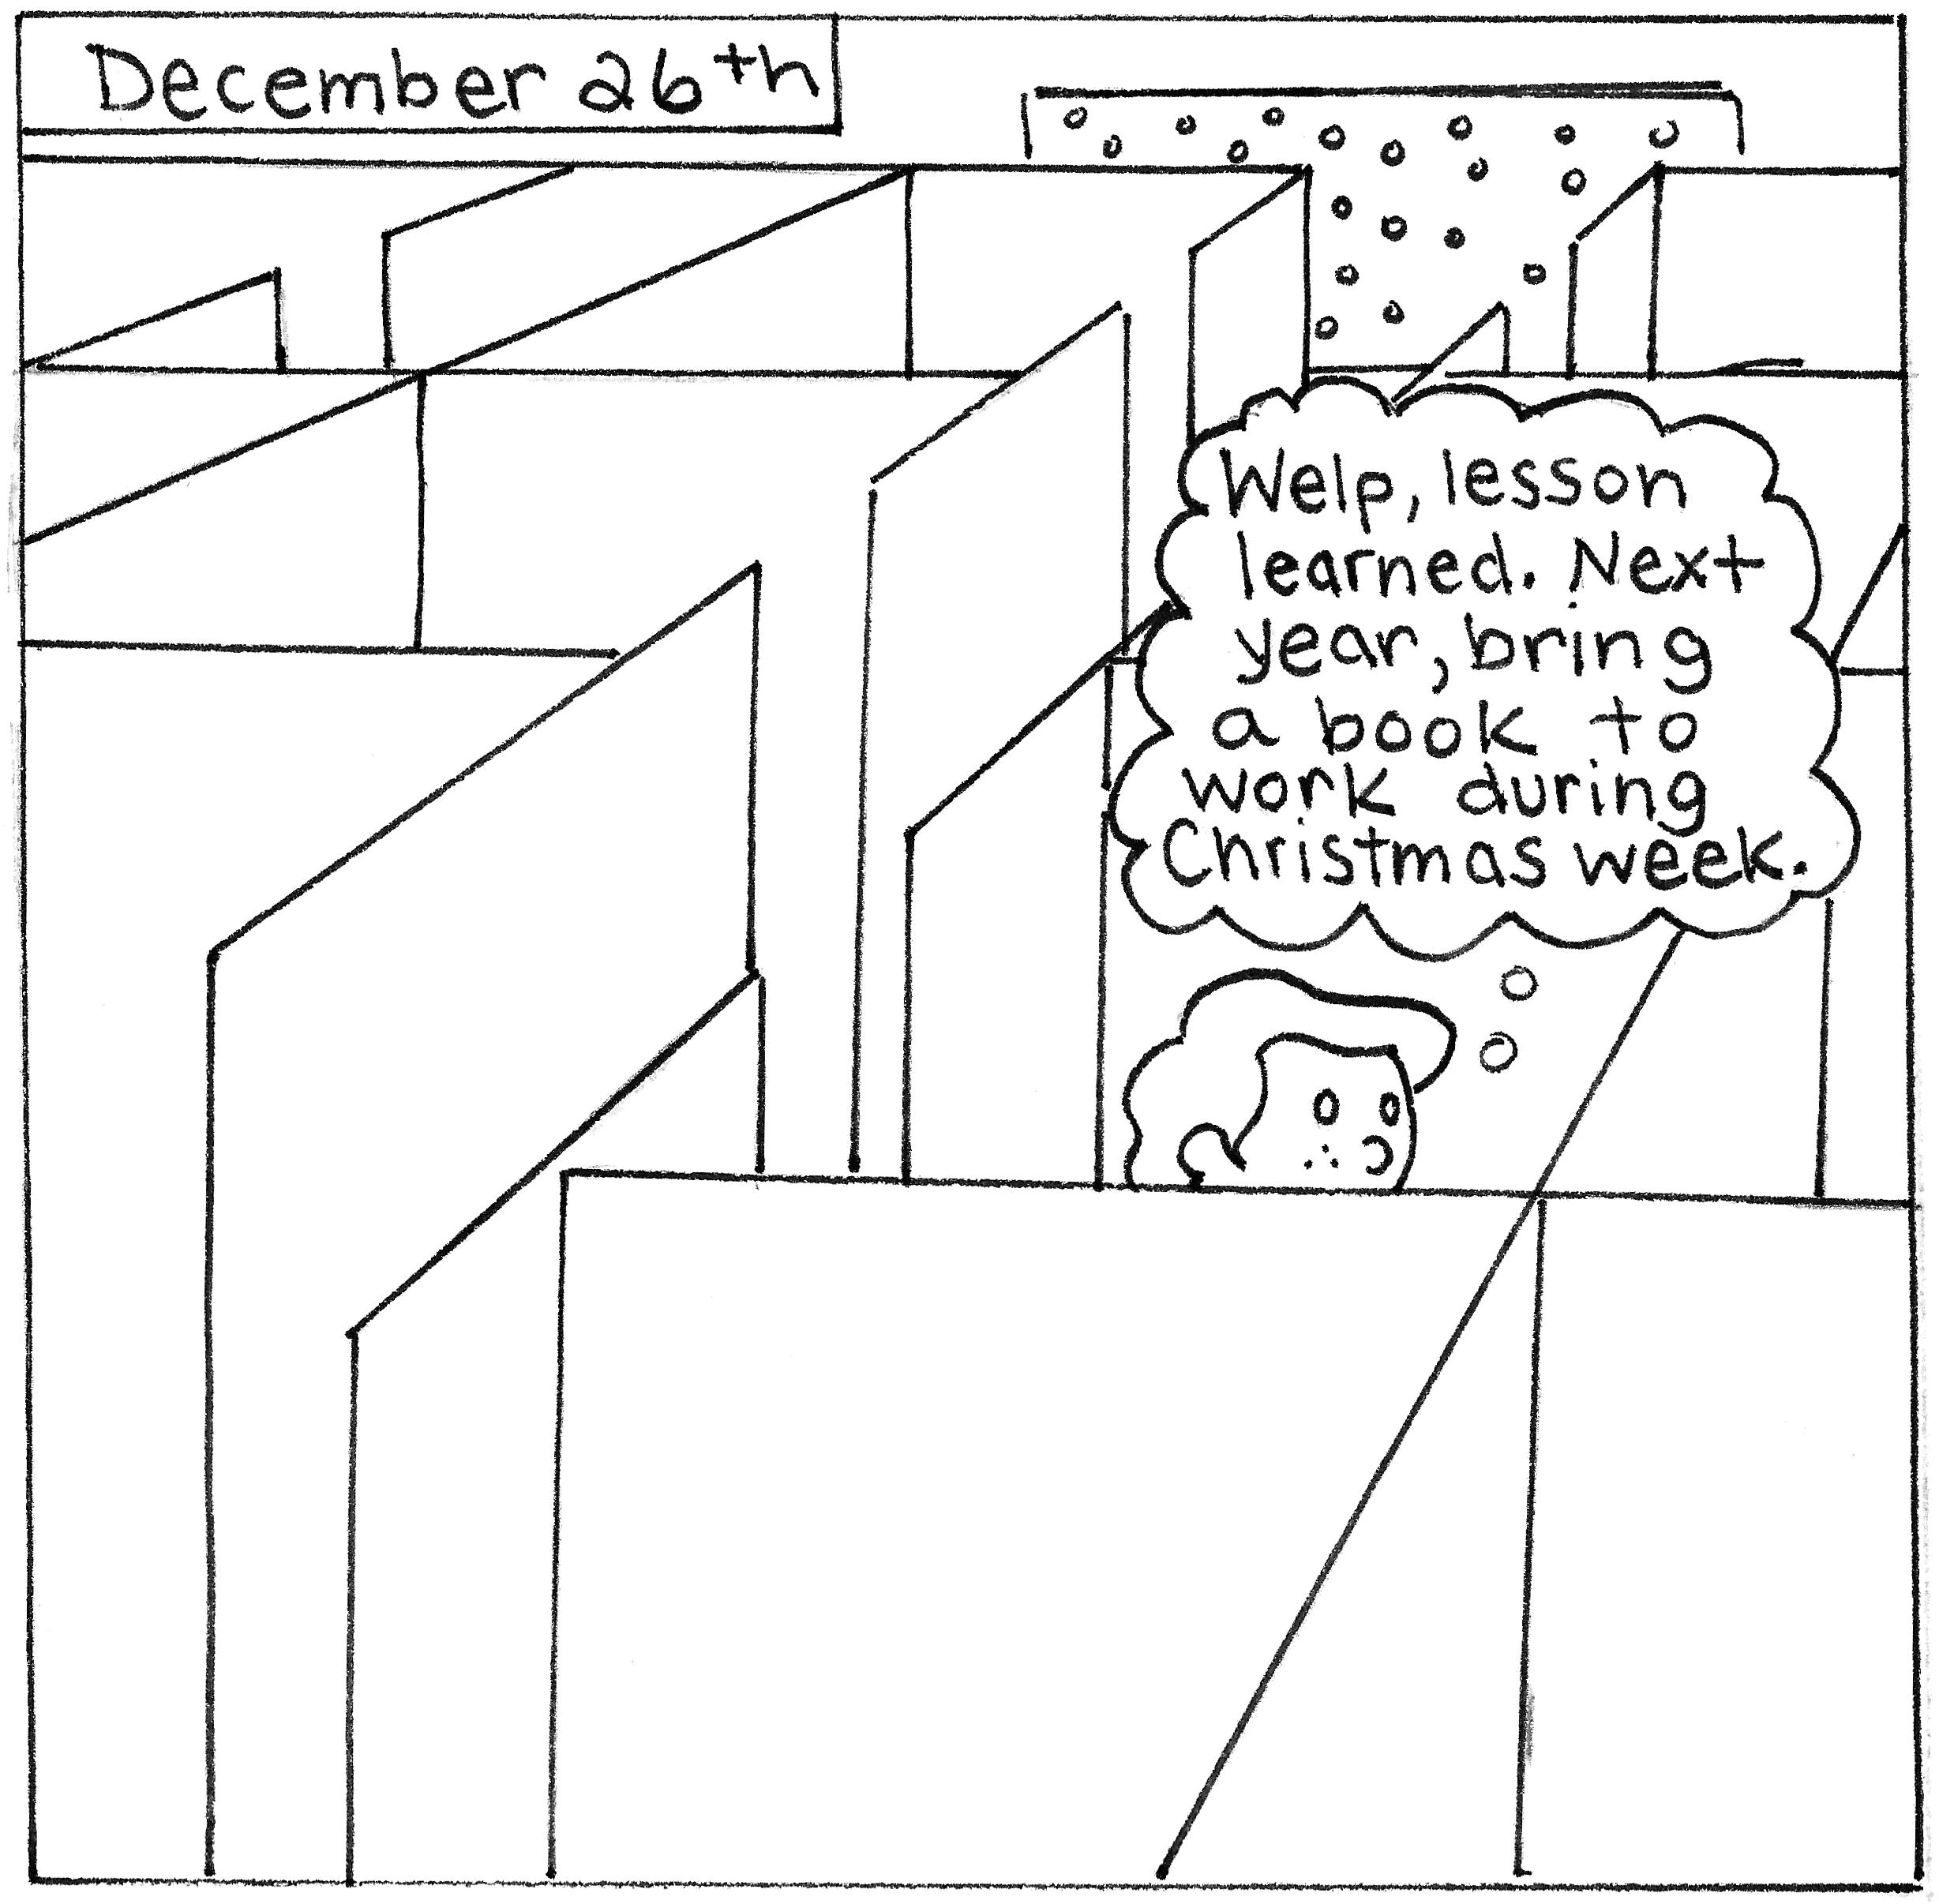 December 26th
Welp, lesson
learned. Next
year, bring
a book to
work during
Christmas week.